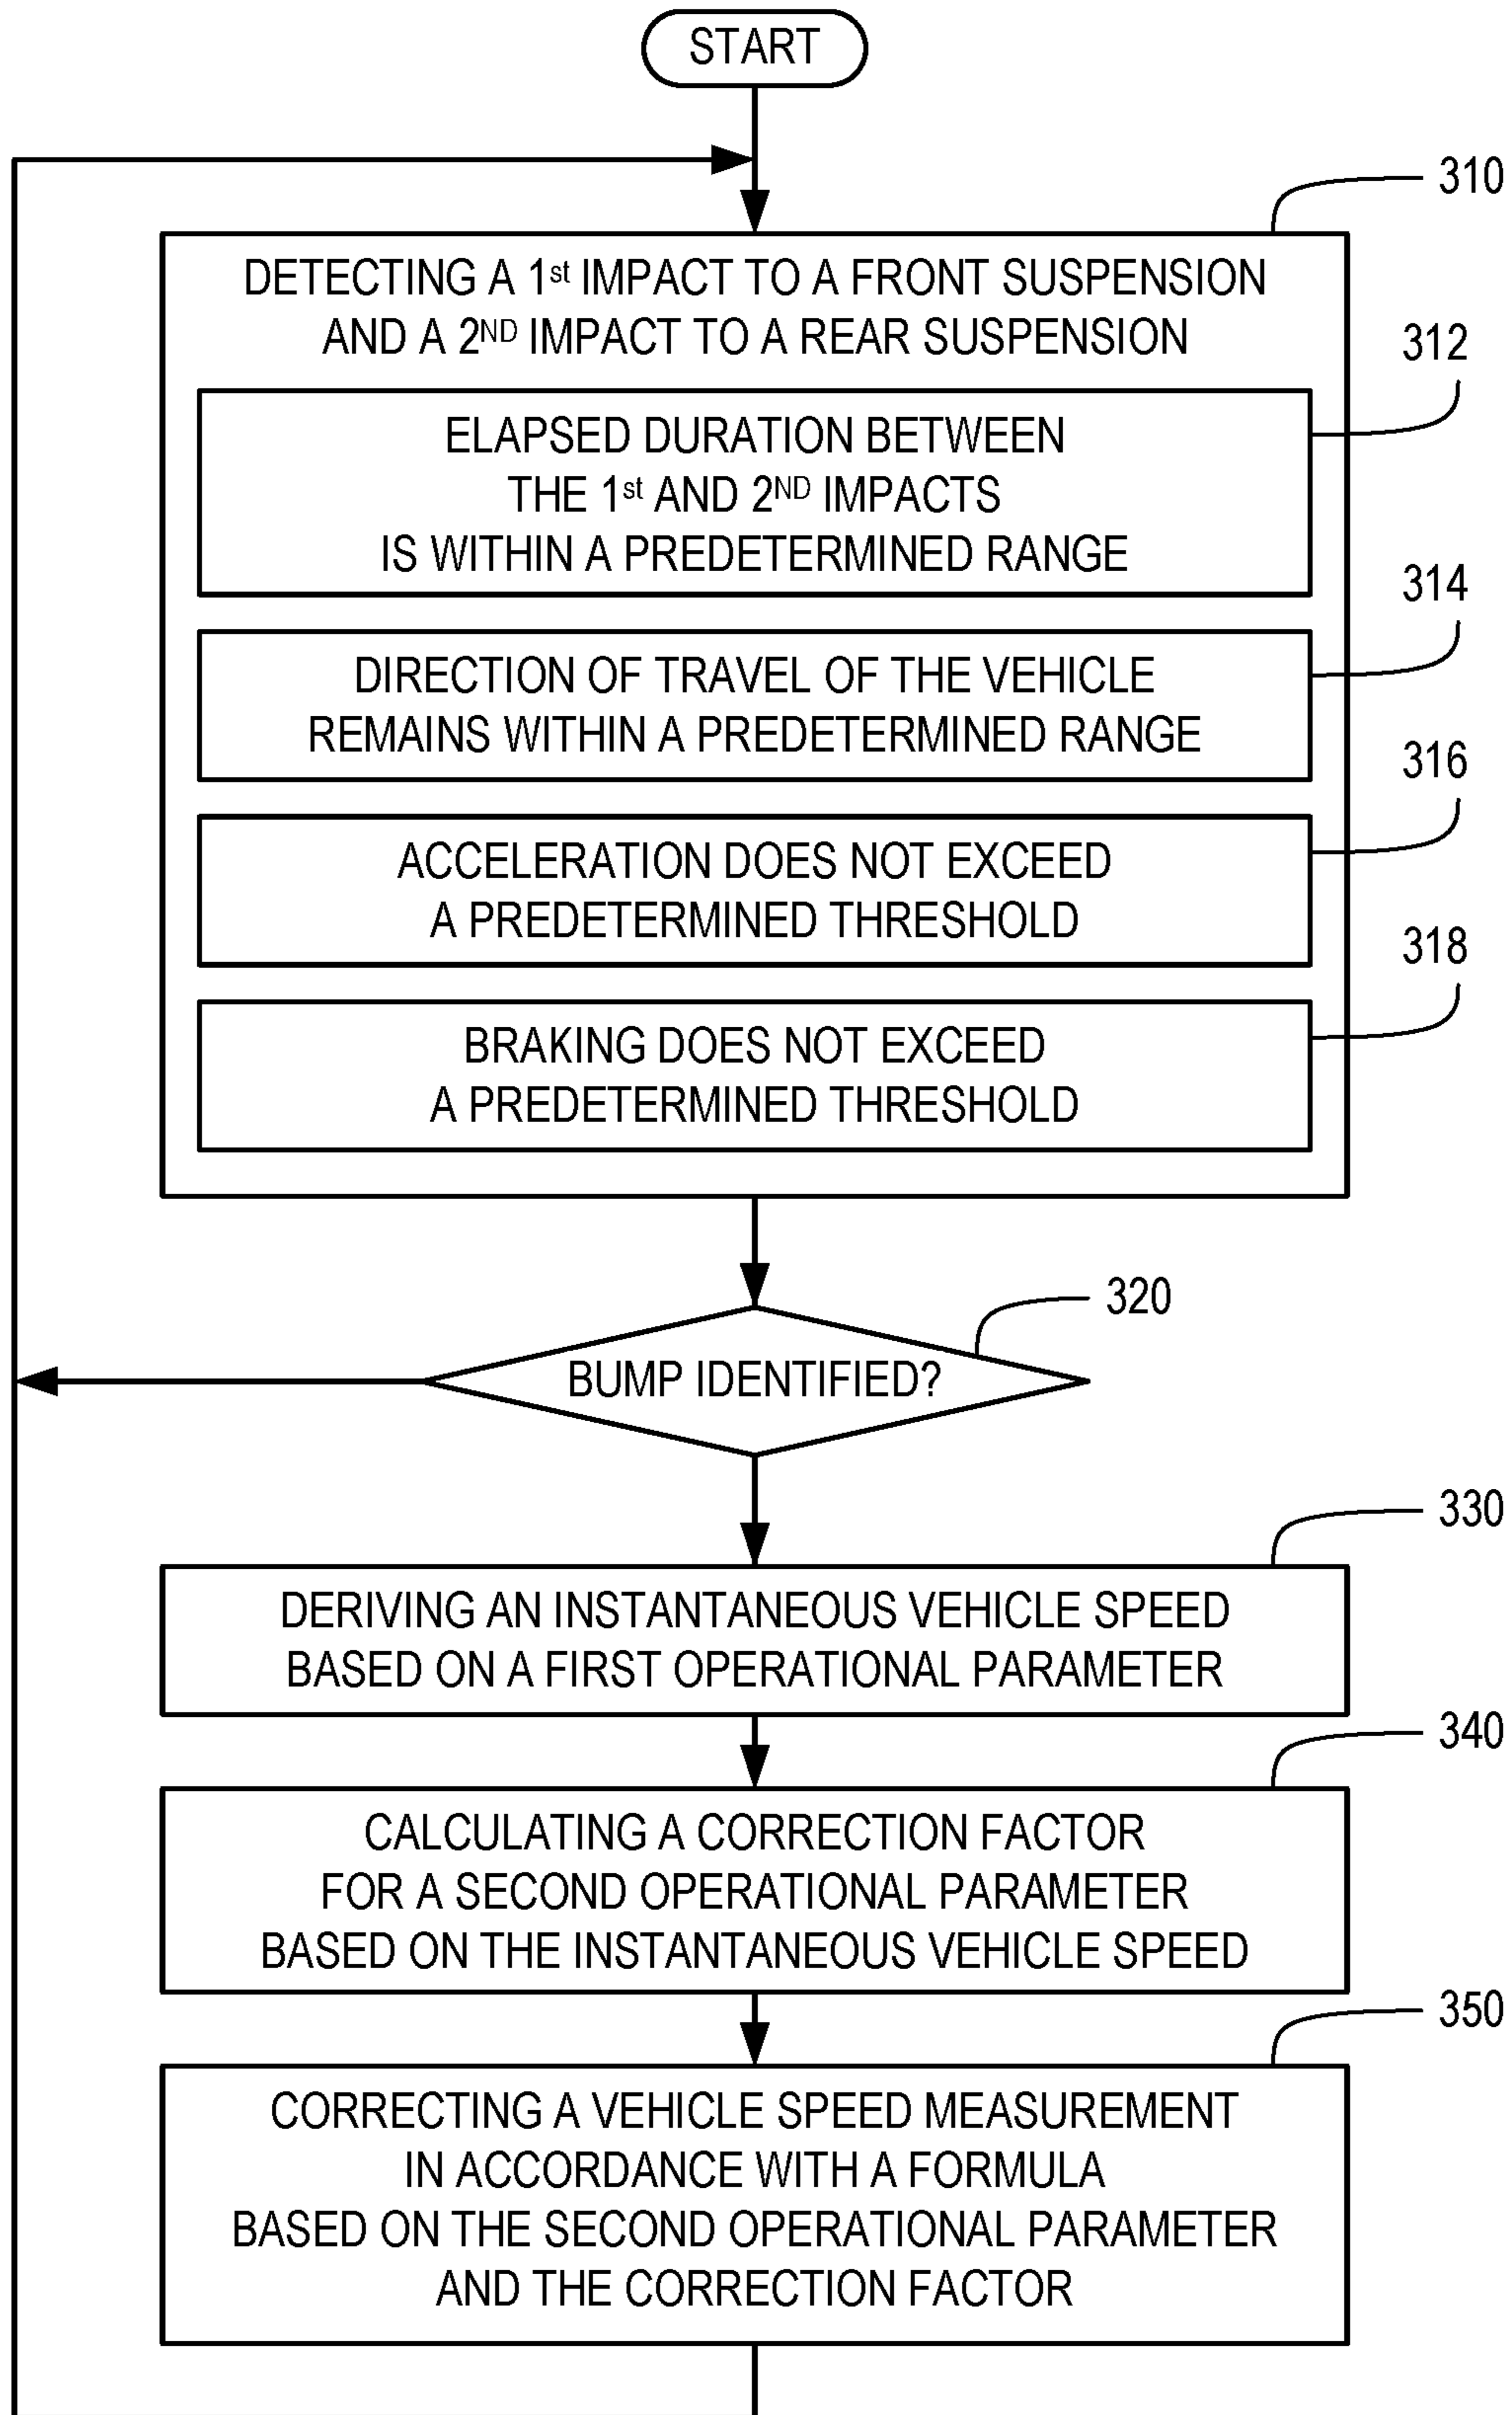 START
310
DETECTING A 1st IMPACT TO A FRONT SUSPENSION
AND A 2ND IMPACT TO A REAR SUSPENSION
312
ELAPSED DURATION BETWEEN
THE 1st AND 2ND IMPACTS
IS WITHIN A PREDETERMINED RANGE
314
DIRECTION OF TRAVEL OF THE VEHICLE
REMAINS WITHIN A PREDETERMINED RANGE
316
ACCELERATION DOES NOT EXCEED
A PREDETERMINED THRESHOLD
318
BRAKING DOES NOT EXCEED
A PREDETERMINED THRESHOLD
320
BUMP IDENTIFIED?
330
DERIVING AN INSTANTANEOUS VEHICLE SPEED
BASED ON A FIRST OPERATIONAL PARAMETER
340
CALCULATING A CORRECTION FACTOR
FOR A SECOND OPERATIONAL PARAMETER
BASED ON THE INSTANTANEOUS VEHICLE SPEED
350
CORRECTING A VEHICLE SPEED MEASUREMENT
IN ACCORDANCE WITH A FORMULA
BASED ON THE SECOND OPERATIONAL PARAMETER
AND THE CORRECTION FACTOR